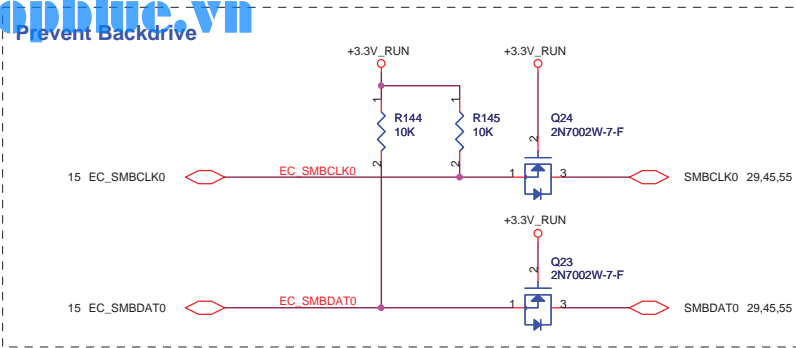 opblue.vn
Prevent Backdrive
+3.3V_RUN
+3.3V_RUN
1
1
R144
10K
R145
10K
Q24
2N7002W-7-F
2
2
2
15 EC_SMBCLK0
EC_SMBCLK0
1
3
SMBCLK0 29,45,55
+3.3V_RUN
Q23
2N7002W-7-F
2
15 EC_SMBDAT0
EC_SMBDAT0
1
3
SMBDAT0 29,45,55